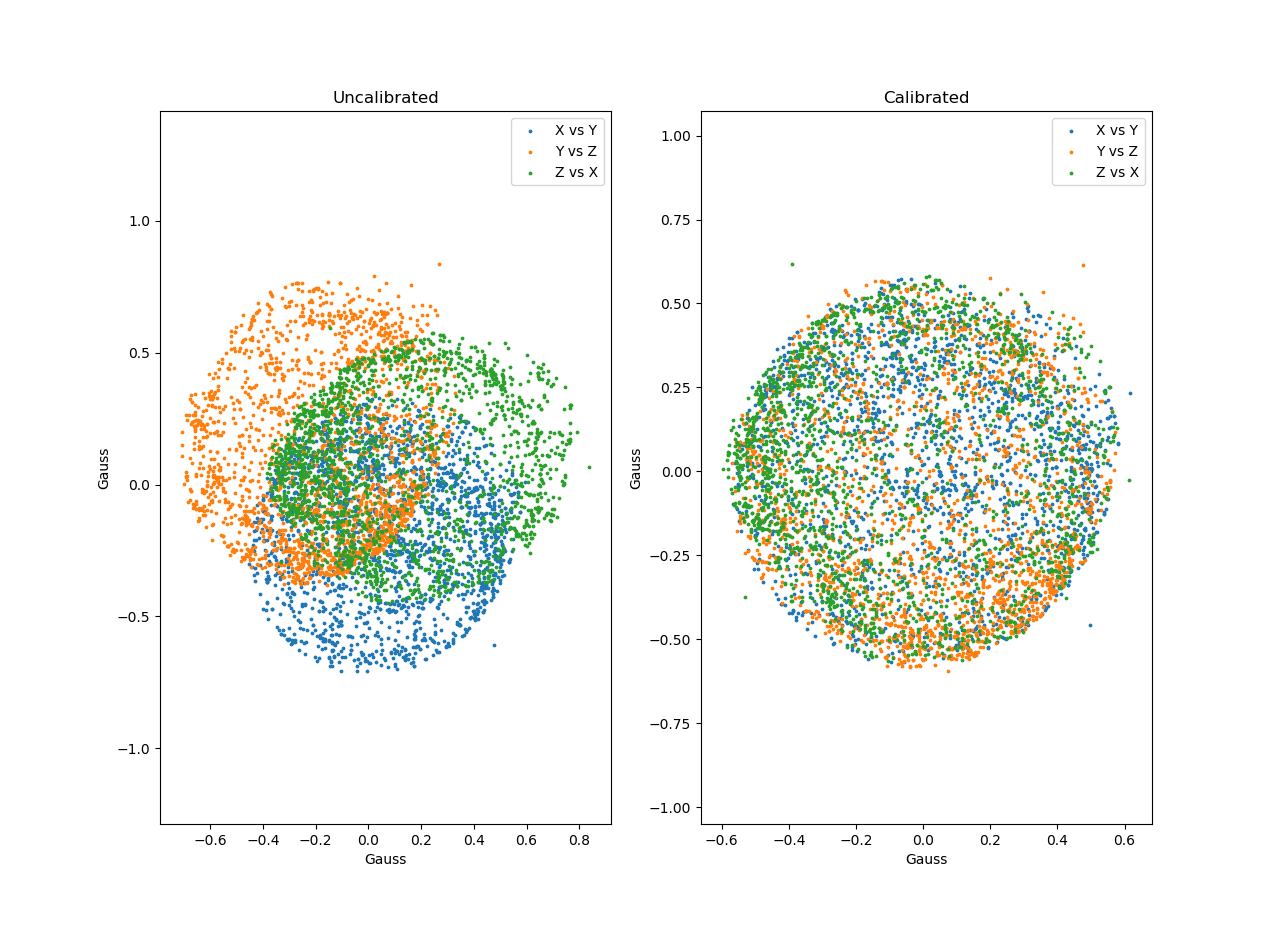 Uncalibrated
X vs Y
Y vs Z
Z vs X
1.0
0.5
0.0
−0.5
−1.0
Gauss
−0.6 −0.4 −0.2 0.0 0.2 0.4 0.6 0.8
Gauss
Calibrated
X vs Y
Y vs Z
Z vs X
1.00
0.75
0.50
0.25
0.00
−0.25
−0.50
−0.75
−1.00
Gauss
−0.6 −0.4 −0.2 0.0 0.2 0.4 0.6
Gauss